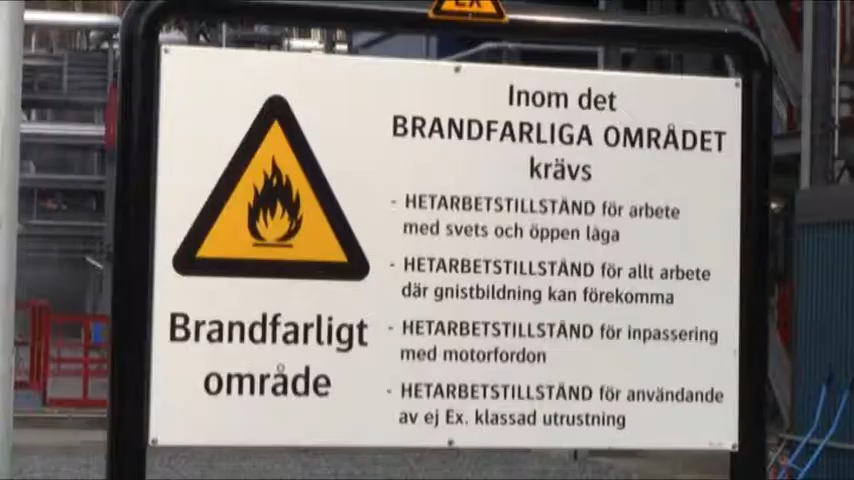 EX
Inom det
BRANDFARLIGA OMRÅDET
krävs
- HETARBETSTILLSTÅND för arbete
med svets och öppen låga
- HETARBETSTILLSTÅND för allt arbete
där gnistbildning kan förekomma
- HETARBETSTILLSTÅND för inpassering
med motorfordon
- HETARBETSTILLSTÅND för användande
av ej Ex. klassad utrustning
Brandfarligt
område